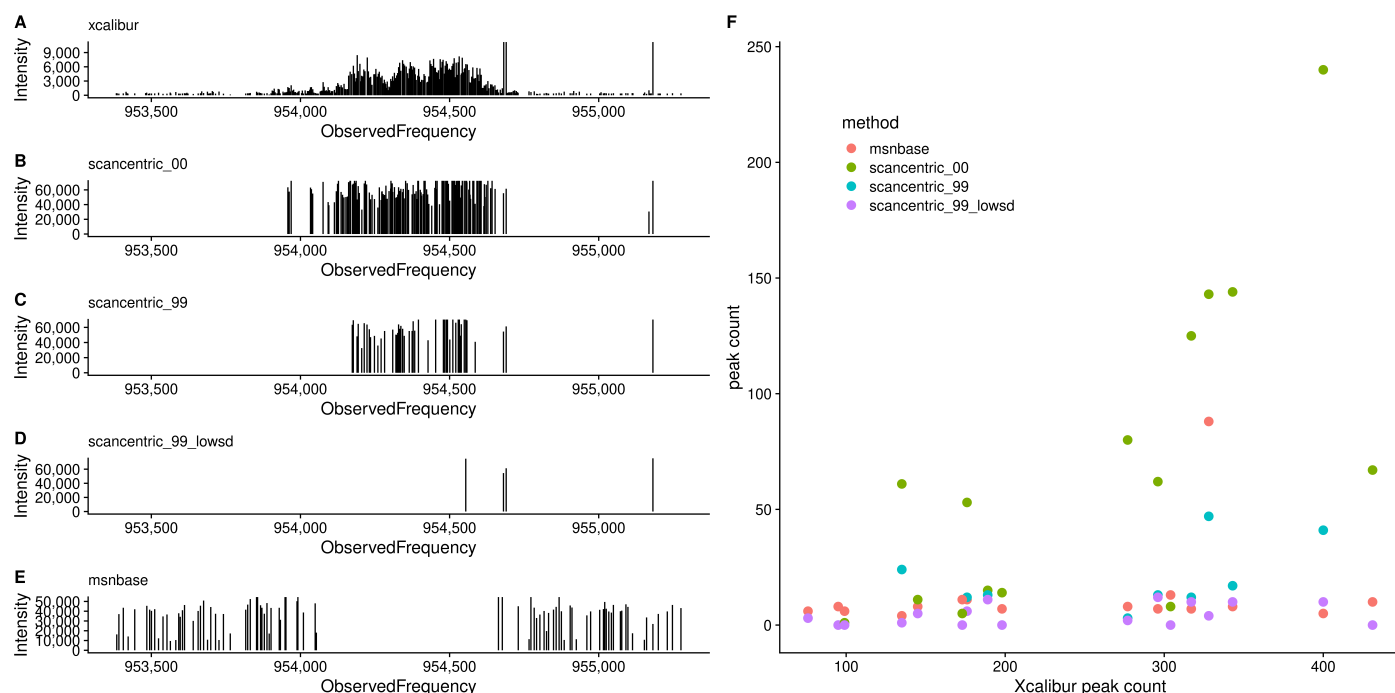 A
xcalibur
Intensity
9,000
6,000
3,000
0
953,500 954,000 954,500 955,000
ObservedFrequency
B
scancentric_00
Intensity
60,000
40,000
20,000
0
953,500 954,000 954,500 955,000
ObservedFrequency
C
scancentric_99
Intensity
60,000
40,000
20,000
0
953,500 954,000 954,500 955,000
ObservedFrequency
D
scancentric_99_lowsd
Intensity
60,000
40,000
20,000
0
953,500 954,000 954,500 955,000
ObservedFrequency
E
msnbase
Intensity
50,000
40,000
30,000
20,000
10,000
0
953,500 954,000 954,500 955,000
ObservedFrequency
F
peak count
250
200
150
100
50
0
method
msnbase
scancentric_00
scancentric_99
scancentric_99_lowsd
100 200 300 400
Xcalibur peak count